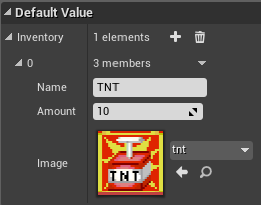 Default Value
Inventory 1 elements
0 3 members
Name TNT
Amount 10
Image TNT tnt